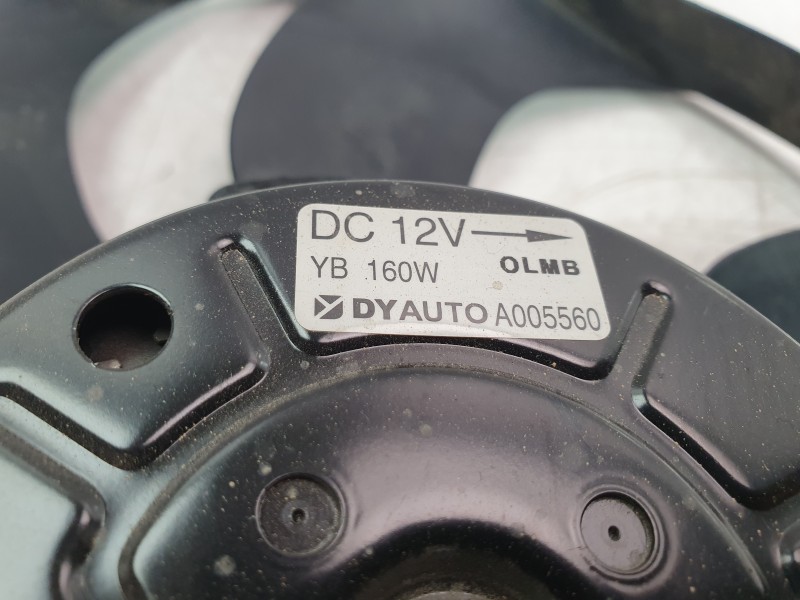 DC 12V
YB 160W OLMB
DYAUTO A005560